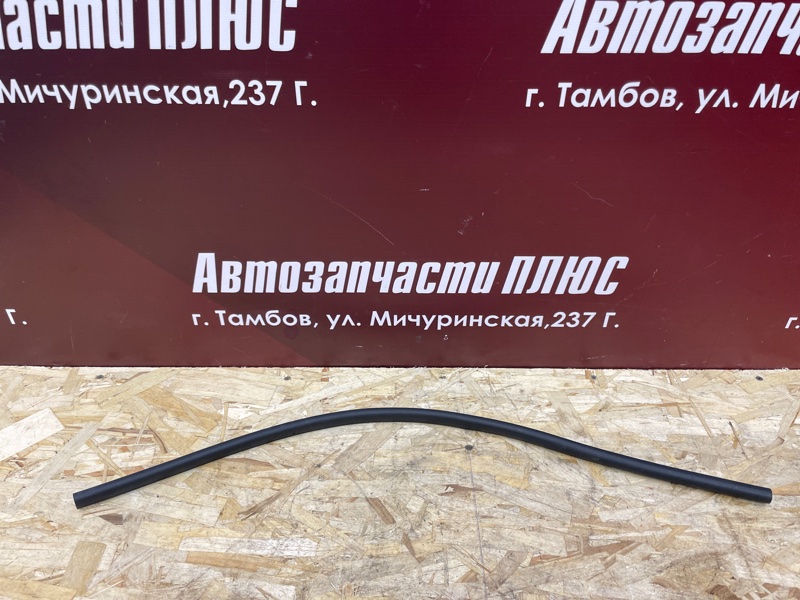 асти ПЛЮС
Мичуринская,237 Г.
Автозапч
г. Тамбов, ул. Ми
Автозапчасти ПЛЮС
г. Тамбов, ул. Мичуринская,237 Г.
Г.
г.